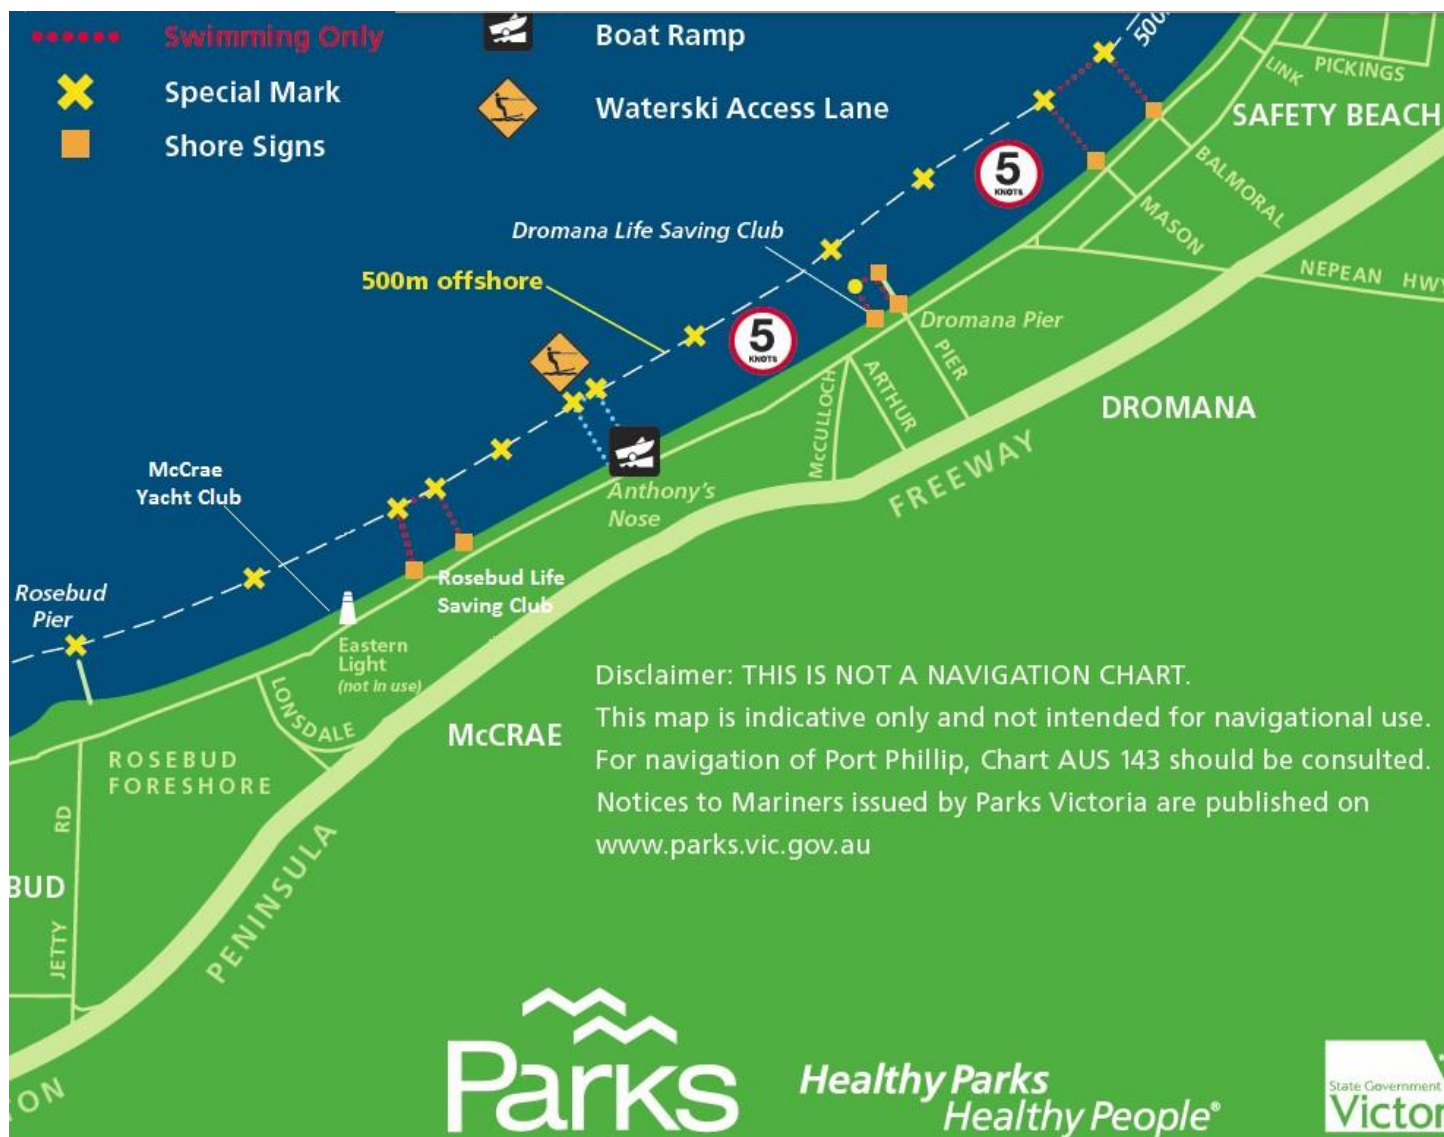 Swimming Only
Boat Ramp
Special Mark
Waterski Access Lane
Shore Signs
500
LINK
PICKINGS
SAFETY BEACH
5
KNOTS
BALMORAL
MASON
NEPEAN HWY
Dromana Life Saving Club
500m offshore
Dromana Pier
5
KNOTS
PIER
ARTHUR
McCULLOCH
DROMANA
FREEWAY
McCrae
Yacht Club
Anthony's
Nose
Rosebud Life
Saving Club
Rosebud
Pier
Eastern
Light
(not in use)
LONSDALE
McCRAE
ROSEBUD
FORESHORE
JETTY RD
BUD
PENINSULA
TON
Disclaimer: THIS IS NOT A NAVIGATION CHART.
This map is indicative only and not intended for navigational use.
For navigation of Port Phillip, Chart AUS 143 should be consulted.
Notices to Mariners issued by Parks Victoria are published on
www.parks.vic.gov.au
Parks
Healthy Parks
Healthy People®
State Government
Victor